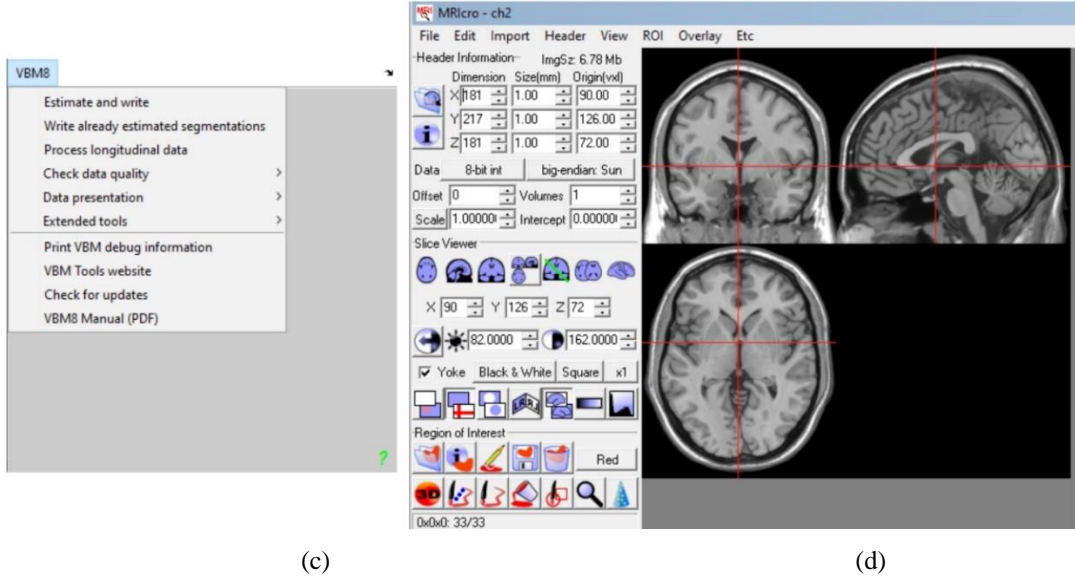 VBM8
Estimate and write
Write already estimated segmentations
Process longitudinal data
Check data quality >
Data presentation >
Extended tools >
Print VBM debug information
VBM Tools website
Check for updates
VBM8 Manual (PDF)
?
(c)
MRIcro - ch2
File Edit Import Header View ROI Overlay Etc
Header Information ImgSz: 6.78 Mb
Dimension Size(mm) Origin(vxl)
X 181 1.00 90.00
Y 217 1.00 126.00
Z 181 1.00 72.00
Data 8-bit int big-endian: Sun
Offset 0 Volumes 1
Scale 1.00000 Intercept 0.00000
Slice Viewer
X 90 Y 126 Z 72
82.0000 162.0000
Yoke Black & White Square x1
Region of Interest
Red
3D
0x0x0: 33/33
(d)